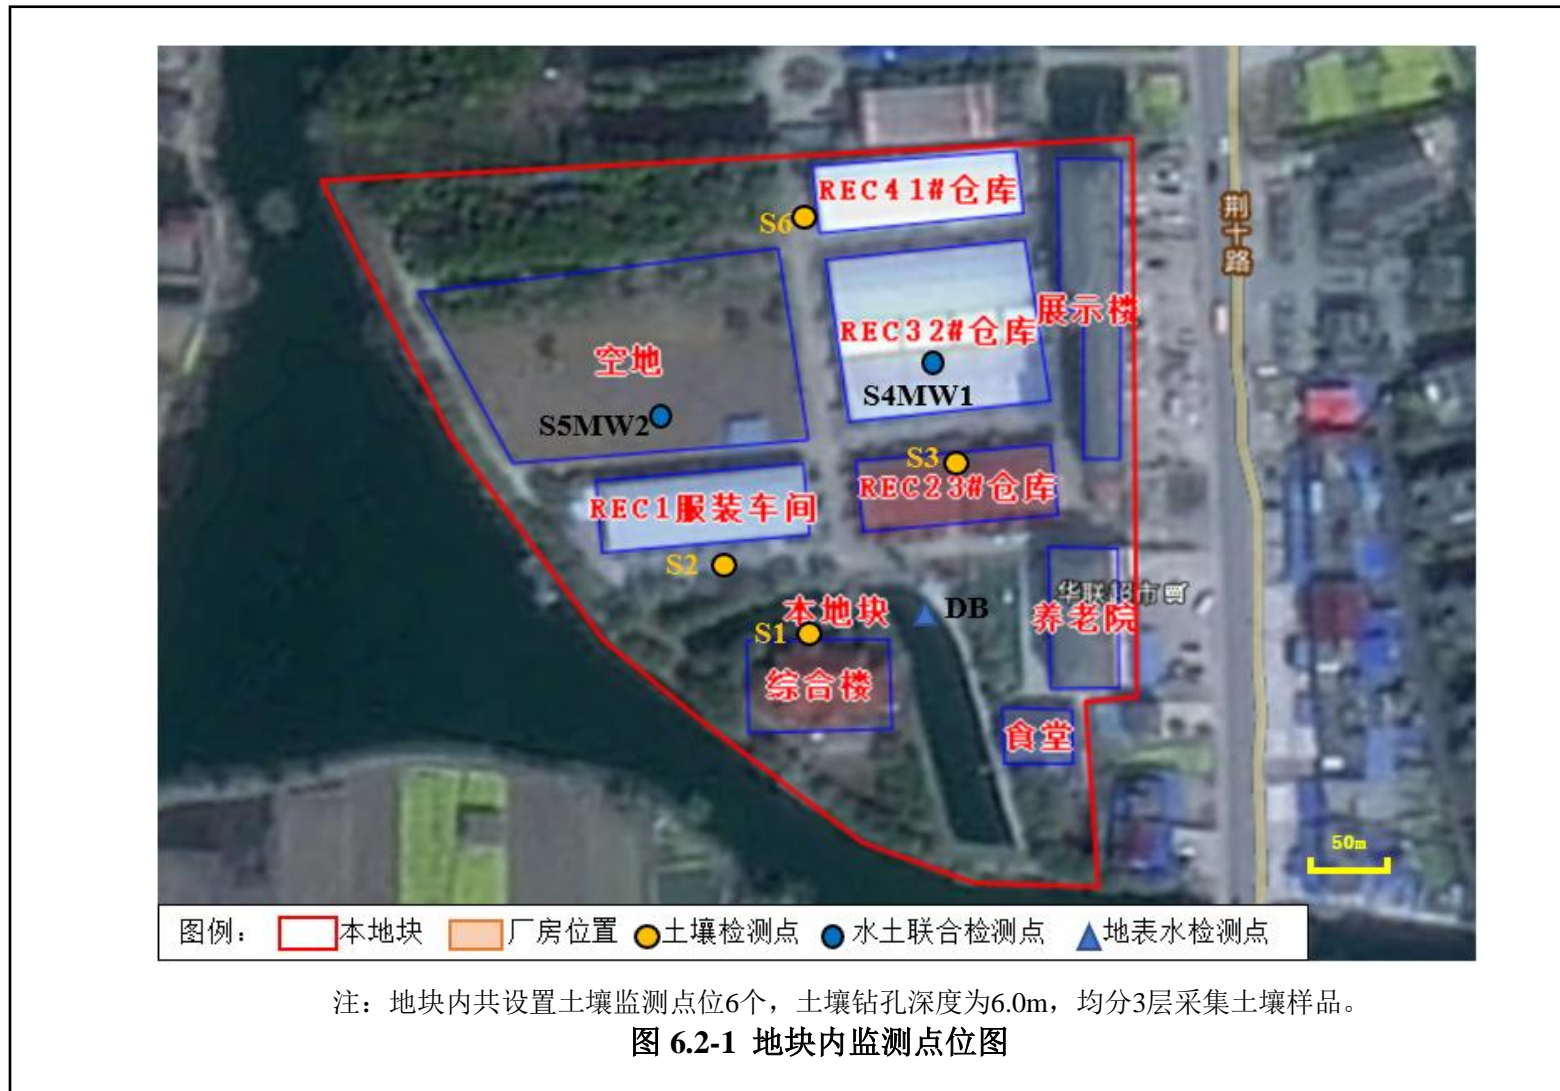 REC4 1#仓库
S6
荆十路
展示楼
REC3 2#仓库
空地
S4MW1
S5MW2
S3
REC2 3#仓库
REC1服装车间
S2
华联超市
本地块
DB
养老院
S1
综合楼
食堂
50m
图例：
本地块
厂房位置
土壤检测点
水土联合检测点
地表水检测点
注：地块内共设置土壤监测点位6个，土壤钻孔深度为6.0m，均分3层采集土壤样品。
图 6.2-1 地块内监测点位图